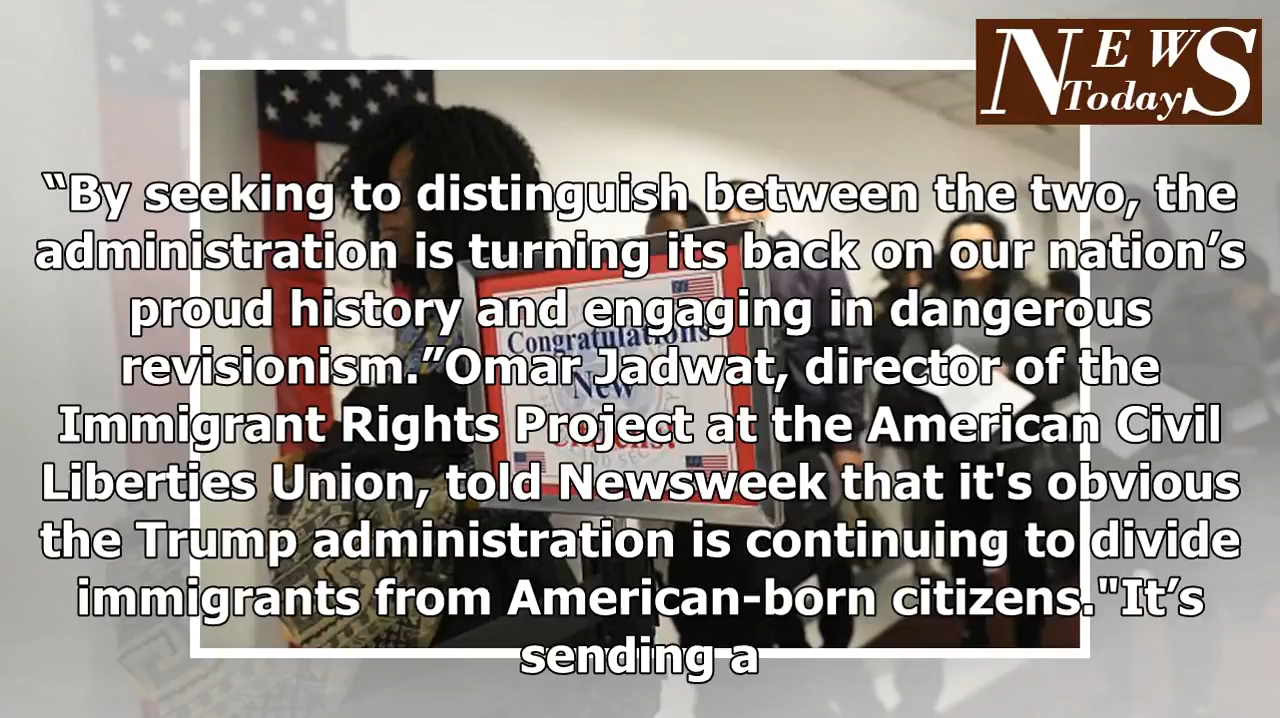 NEWS
Today
“By seeking to distinguish between the two, the
administration is turning its back on our nation’s
proud history and engaging in dangerous
revisionism.”Omar Jadwat, director of the
Immigrant Rights Project at the American Civil
Liberties Union, told Newsweek that it's obvious
the Trump administration is continuing to divide
immigrants from American-born citizens."It’s
sending a
Congratulations
New
Citizens!